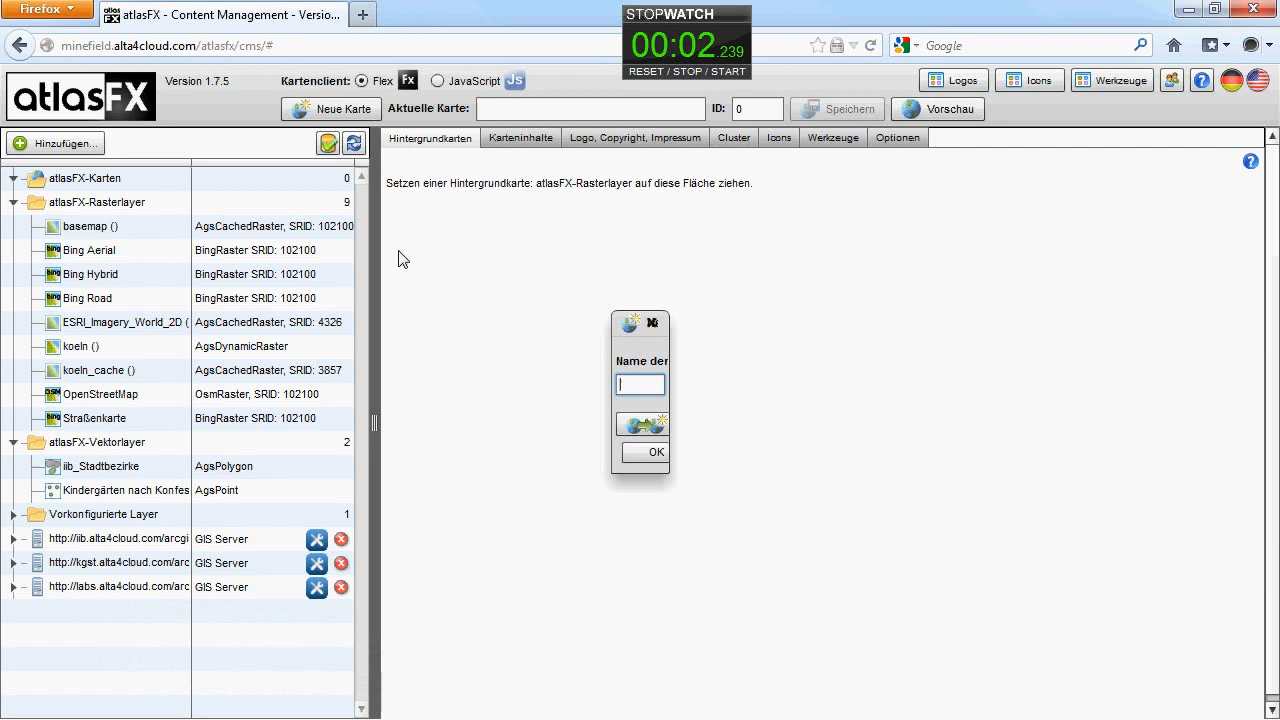 Firefox
atlasFX - Content Management - Versio...
minefield.alta4cloud.com/atlasfx/cms/#
Google
STOPWATCH
00:02.239
RESET / STOP / START
atlasFX
Version 1.7.5
Kartenclient: Flex Fx JavaScript Js
Logos
Icons
Werkzeuge
Neue Karte
Aktuelle Karte:
ID: 0
Speichern
Vorschau
Hinzufügen...
Hintergrundkarten
Karteninhalte
Logo, Copyright, Impressum
Cluster
Icons
Werkzeuge
Optionen
Setzen einer Hintergrundkarte: atlasFX-Rasterlayer auf diese Fläche ziehen.
atlasFX-Karten 0
atlasFX-Rasterlayer 9
basemap () AgsCachedRaster, SRID: 102100
Bing Aerial BingRaster SRID: 102100
Bing Hybrid BingRaster SRID: 102100
Bing Road BingRaster SRID: 102100
ESRI_Imagery_World_2D ( AgsCachedRaster, SRID: 4326
koeln () AgsDynamicRaster
koeln_cache () AgsCachedRaster, SRID: 3857
OpenStreetMap OsmRaster, SRID: 102100
Straßenkarte BingRaster SRID: 102100
atlasFX-Vektorlayer 2
iib_Stadtbezirke AgsPolygon
Kindergärten nach Konfes AgsPoint
Vorkonfigurierte Layer 1
http://iib.alta4cloud.com/arcgi GIS Server
http://kgst.alta4cloud.com/arc GIS Server
http://labs.alta4cloud.com/arc GIS Server
Name der
OK